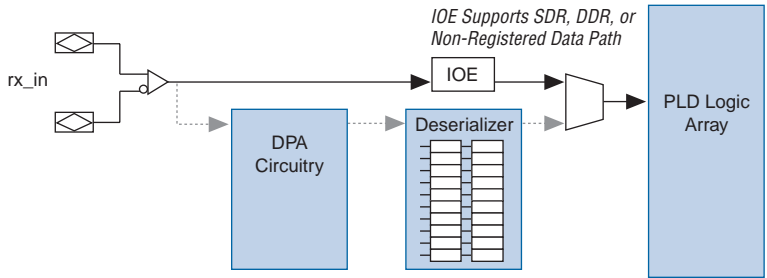 IOE Supports SDR, DDR, or
Non-Registered Data Path
rx_in
IOE
PLD Logic
Array
DPA
Circuitry
Deserializer